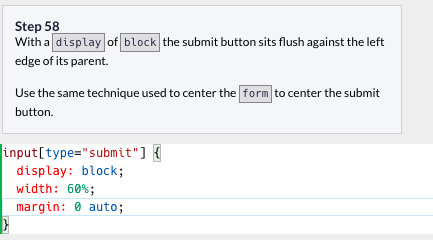 Step 58
With a display of block the submit button sits flush against the left
edge of its parent.
Use the same technique used to center the form to center the submit
button.
input[type="submit"] {
  display: block;
  width: 60%;
  margin: 0 auto;
}